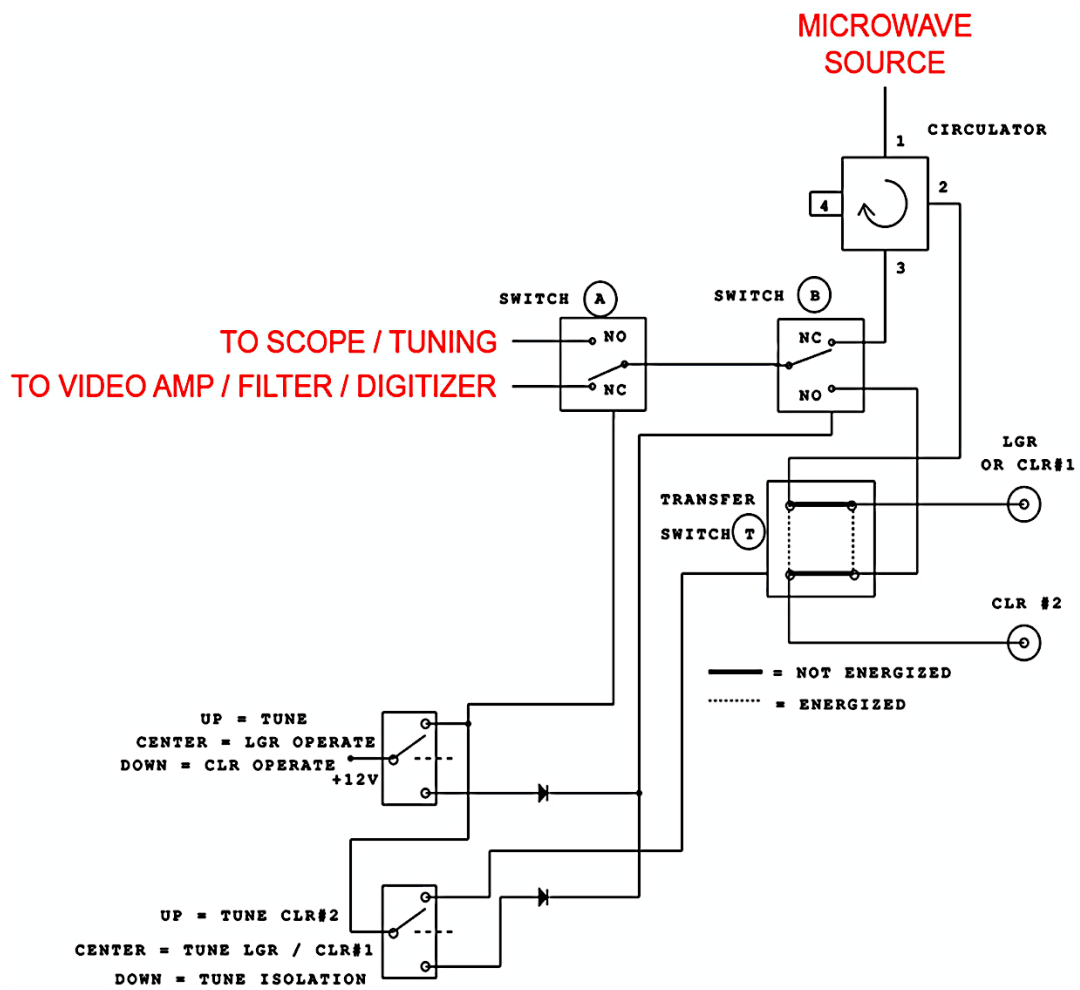 MICROWAVE
SOURCE
1
CIRCULATOR
2
4
3
SWITCH A
SWITCH B
TO SCOPE / TUNING
NO
NC
TO VIDEO AMP / FILTER / DIGITIZER
NC
NO
LGR
OR CLR#1
TRANSFER
SWITCH T
CLR #2
= NOT ENERGIZED
= ENERGIZED
UP = TUNE
CENTER = LGR OPERATE
DOWN = CLR OPERATE
+12V
UP = TUNE CLR#2
CENTER = TUNE LGR / CLR#1
DOWN = TUNE ISOLATION